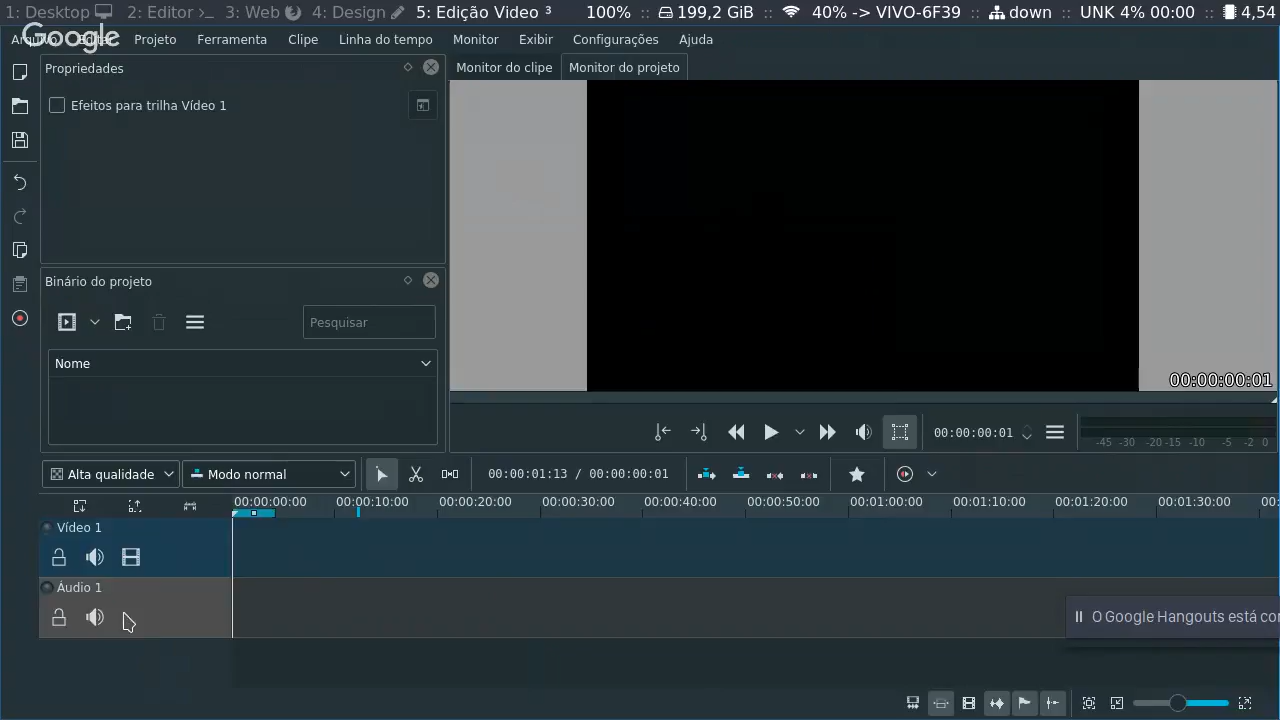 1: Desktop 2: Editor 3: Web 4: Design 5: Edição Video ³ 100% :: 199,2 GiB :: 40% -> VIVO-6F39 :: down :: UNK 4% 00:00 :: 4,54
Google
Arquivo Editar Projeto Ferramenta Clipe Linha do tempo Monitor Exibir Configurações Ajuda
Propriedades
Monitor do clipe Monitor do projeto
Efeitos para trilha Vídeo 1
Binário do projeto
Pesquisar
Nome
00:00:00:01
00:00:00:01
-45 -30 -20 -15 -10 -5 -2 0
Alta qualidade Modo normal 00:00:01:13 / 00:00:00:01
00:00:00:00 00:00:10:00 00:00:20:00 00:00:30:00 00:00:40:00 00:00:50:00 00:01:00:00 00:01:10:00 00:01:20:00 00:01:30:00 00:
Vídeo 1
Áudio 1
O Google Hangouts está co